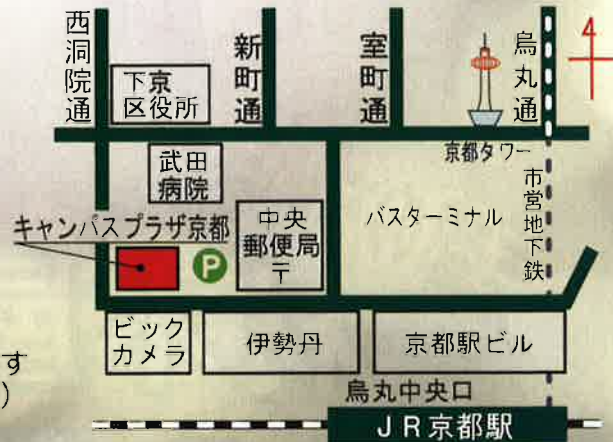 西洞院通
新町通
室町通
烏丸通
4
下京
区役所
京都タワー
武田
病院
市営地下鉄
キャンパスプラザ京都
P
中央
郵便局
〒
バスターミナル
ビック
カメラ
伊勢丹
京都駅ビル
す
)
烏丸中央口
JR京都駅